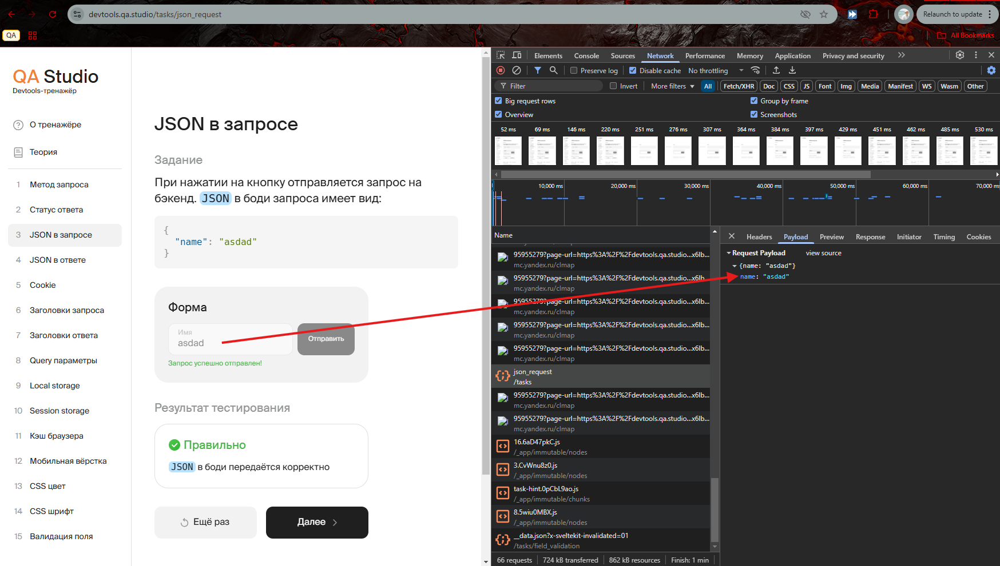 devtools.qa.studio/tasks/json_request
Relaunch to update
QA
All Bookmarks
QA Studio
Devtools-тренажёр
О тренажёре
Теория
1 Метод запроса
2 Статус ответа
3 JSON в запросе
4 JSON в ответе
5 Cookie
6 Заголовки запроса
7 Заголовки ответа
8 Query параметры
9 Local storage
10 Session storage
11 Кэш браузера
12 Мобильная вёрстка
13 CSS цвет
14 CSS шрифт
15 Валидация поля
JSON в запросе
Задание
При нажатии на кнопку отправляется запрос на
бэкенд. JSON в боди запроса имеет вид:
{
"name": "asdad"
}
Форма
Имя
asdad
Отправить
Запрос успешно отправлен!
Результат тестирования
Правильно
JSON в боди передаётся корректно
Ещё раз
Далее
Elements Console Sources Network Performance Memory Application Privacy and security
Preserve log Disable cache No throttling
Filter Invert More filters All Fetch/XHR Doc CSS JS Font Img Media Manifest WS Wasm Other
Big request rows Group by frame
Overview Screenshots
52 ms 69 ms 146 ms 220 ms 251 ms 276 ms 307 ms 364 ms 384 ms 397 ms 429 ms 451 ms 462 ms 485 ms 530 ms
10,000 ms 20,000 ms 30,000 ms 40,000 ms 50,000 ms 60,000 ms 70,000 ms
Name
95955279?page-url=https%3A%2F%2Fdevtools.qa.studio...x6lb...
mc.yandex.ru/clmap
95955279?page-url=https%3A%2F%2Fdevtools.qa.studio...x6lb...
mc.yandex.ru/clmap
95955279?page-url=https%3A%2F%2Fdevtools.qa.studio...x6lb...
mc.yandex.ru/clmap
95955279?page-url=https%3A%2F%2Fdevtools.qa.studio...x6lb...
mc.yandex.ru/clmap
95955279?page-url=https%3A%2F%2Fdevtools.qa.studio...x6lb...
mc.yandex.ru/clmap
json_request
/tasks
95955279?page-url=https%3A%2F%2Fdevtools.qa.studio...x6lb...
mc.yandex.ru/clmap
95955279?page-url=https%3A%2F%2Fdevtools.qa.studio...x6lb...
mc.yandex.ru/clmap
16.6aD47pkC.js
/_app/immutable/nodes
3.CvWnu8z0.js
/_app/immutable/nodes
task-hint.0pCbL9ao.js
/_app/immutable/chunks
8.5wiu0MBX.js
/_app/immutable/nodes
__data.json?x-sveltekit-invalidated=01
/tasks/field_validation
66 requests 724 kB transferred 862 kB resources Finish: 1 min
Headers Payload Preview Response Initiator Timing Cookies
Request Payload view source
{name: "asdad"}
name: "asdad"